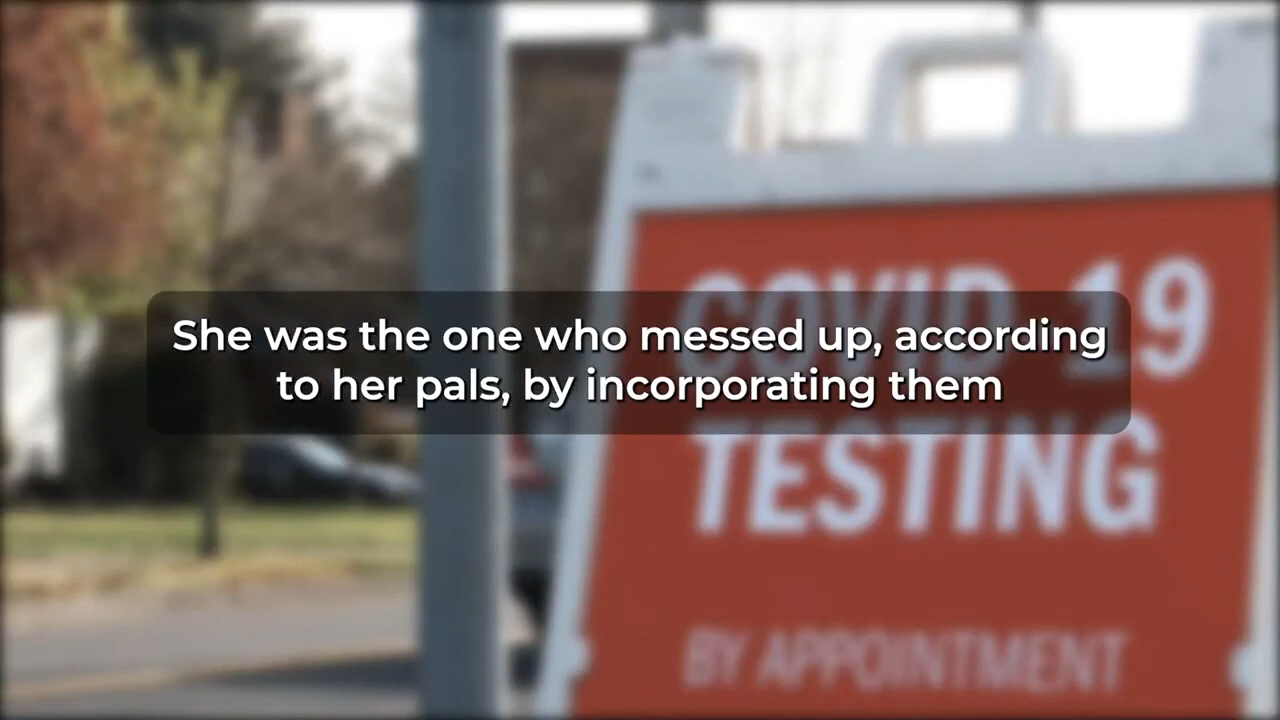 She was the one who messed up, according
to her pals, by incorporating them
COVID 19
TESTING
BY APPOINTMENT